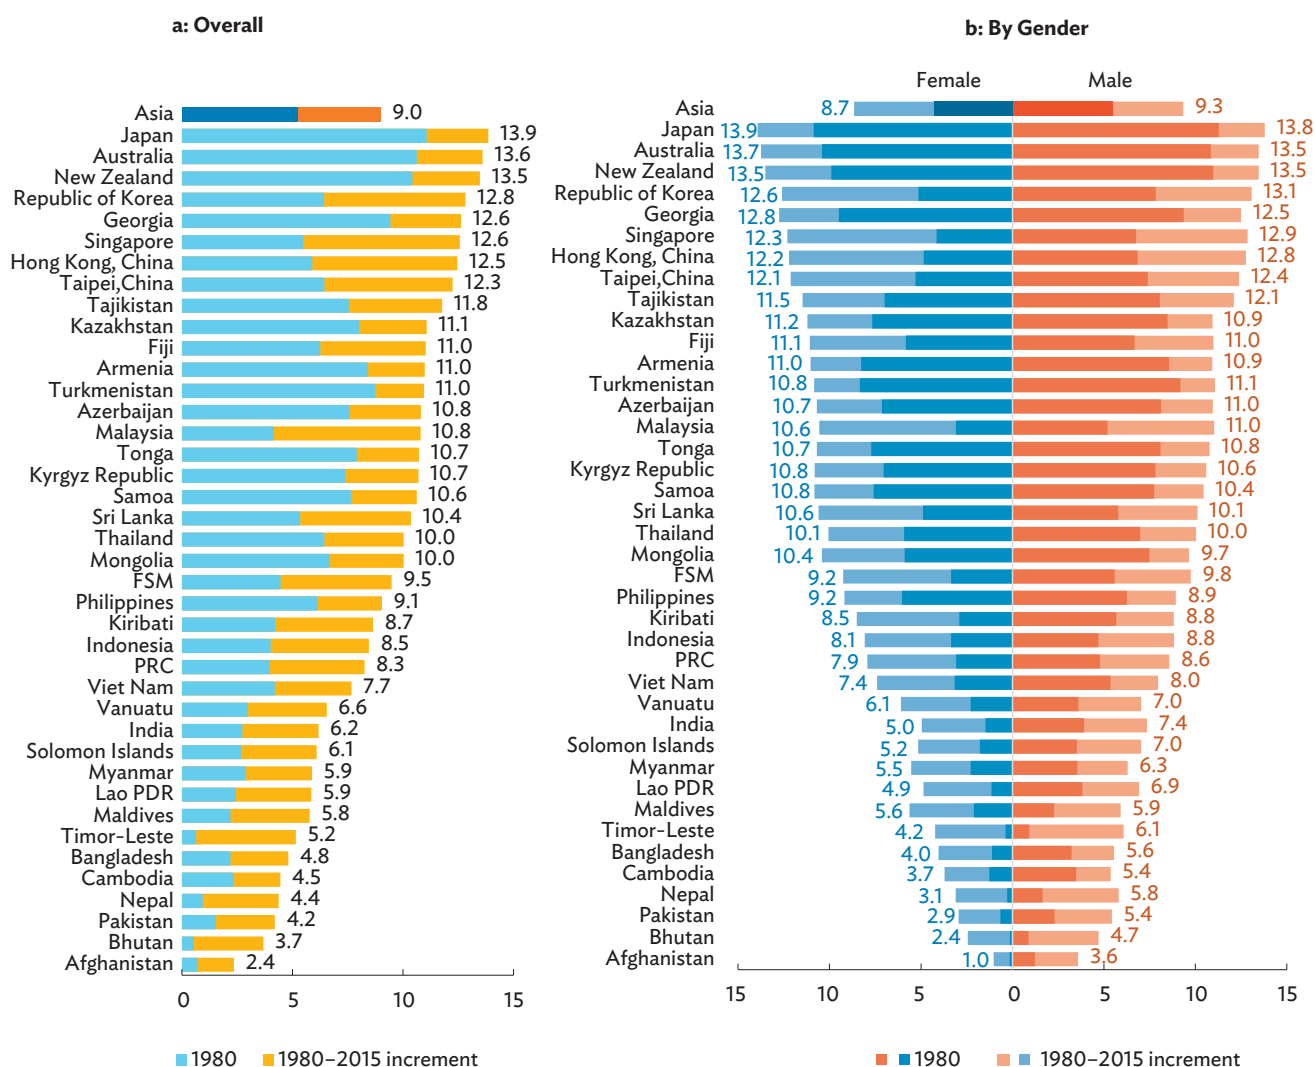 a: Overall
Asia 9.0
Japan 13.9
Australia 13.6
New Zealand 13.5
Republic of Korea 12.8
Georgia 12.6
Singapore 12.6
Hong Kong, China 12.5
Taipei,China 12.3
Tajikistan 11.8
Kazakhstan 11.1
Fiji 11.0
Armenia 11.0
Turkmenistan 11.0
Azerbaijan 10.8
Malaysia 10.8
Tonga 10.7
Kyrgyz Republic 10.7
Samoa 10.6
Sri Lanka 10.4
Thailand 10.0
Mongolia 10.0
FSM 9.5
Philippines 9.1
Kiribati 8.7
Indonesia 8.5
PRC 8.3
Viet Nam 7.7
Vanuatu 6.6
India 6.2
Solomon Islands 6.1
Myanmar 5.9
Lao PDR 5.9
Maldives 5.8
Timor-Leste 5.2
Bangladesh 4.8
Cambodia 4.5
Nepal 4.4
Pakistan 4.2
Bhutan 3.7
Afghanistan 2.4
0 5 10 15
1980 1980–2015 increment
b: By Gender
Female Male
Asia 8.7 9.3
Japan 13.9 13.8
Australia 13.7 13.5
New Zealand 13.5 13.5
Republic of Korea 12.6 13.1
Georgia 12.8 12.5
Singapore 12.3 12.9
Hong Kong, China 12.2 12.8
Taipei,China 12.1 12.4
Tajikistan 11.5 12.1
Kazakhstan 11.2 10.9
Fiji 11.1 11.0
Armenia 11.0 10.9
Turkmenistan 10.8 11.1
Azerbaijan 10.7 11.0
Malaysia 10.6 11.0
Tonga 10.7 10.8
Kyrgyz Republic 10.8 10.6
Samoa 10.8 10.4
Sri Lanka 10.6 10.1
Thailand 10.1 10.0
Mongolia 10.4 9.7
FSM 9.2 9.8
Philippines 9.2 8.9
Kiribati 8.5 8.8
Indonesia 8.1 8.8
PRC 7.9 8.6
Viet Nam 7.4 8.0
Vanuatu 6.1 7.0
India 5.0 7.4
Solomon Islands 5.2 7.0
Myanmar 5.5 6.3
Lao PDR 4.9 6.9
Maldives 5.6 5.9
Timor-Leste 4.2 6.1
Bangladesh 4.0 5.6
Cambodia 3.7 5.4
Nepal 3.1 5.8
Pakistan 2.9 5.4
Bhutan 2.4 4.7
Afghanistan 1.0 3.6
15 10 5 0 5 10 15
1980 1980–2015 increment